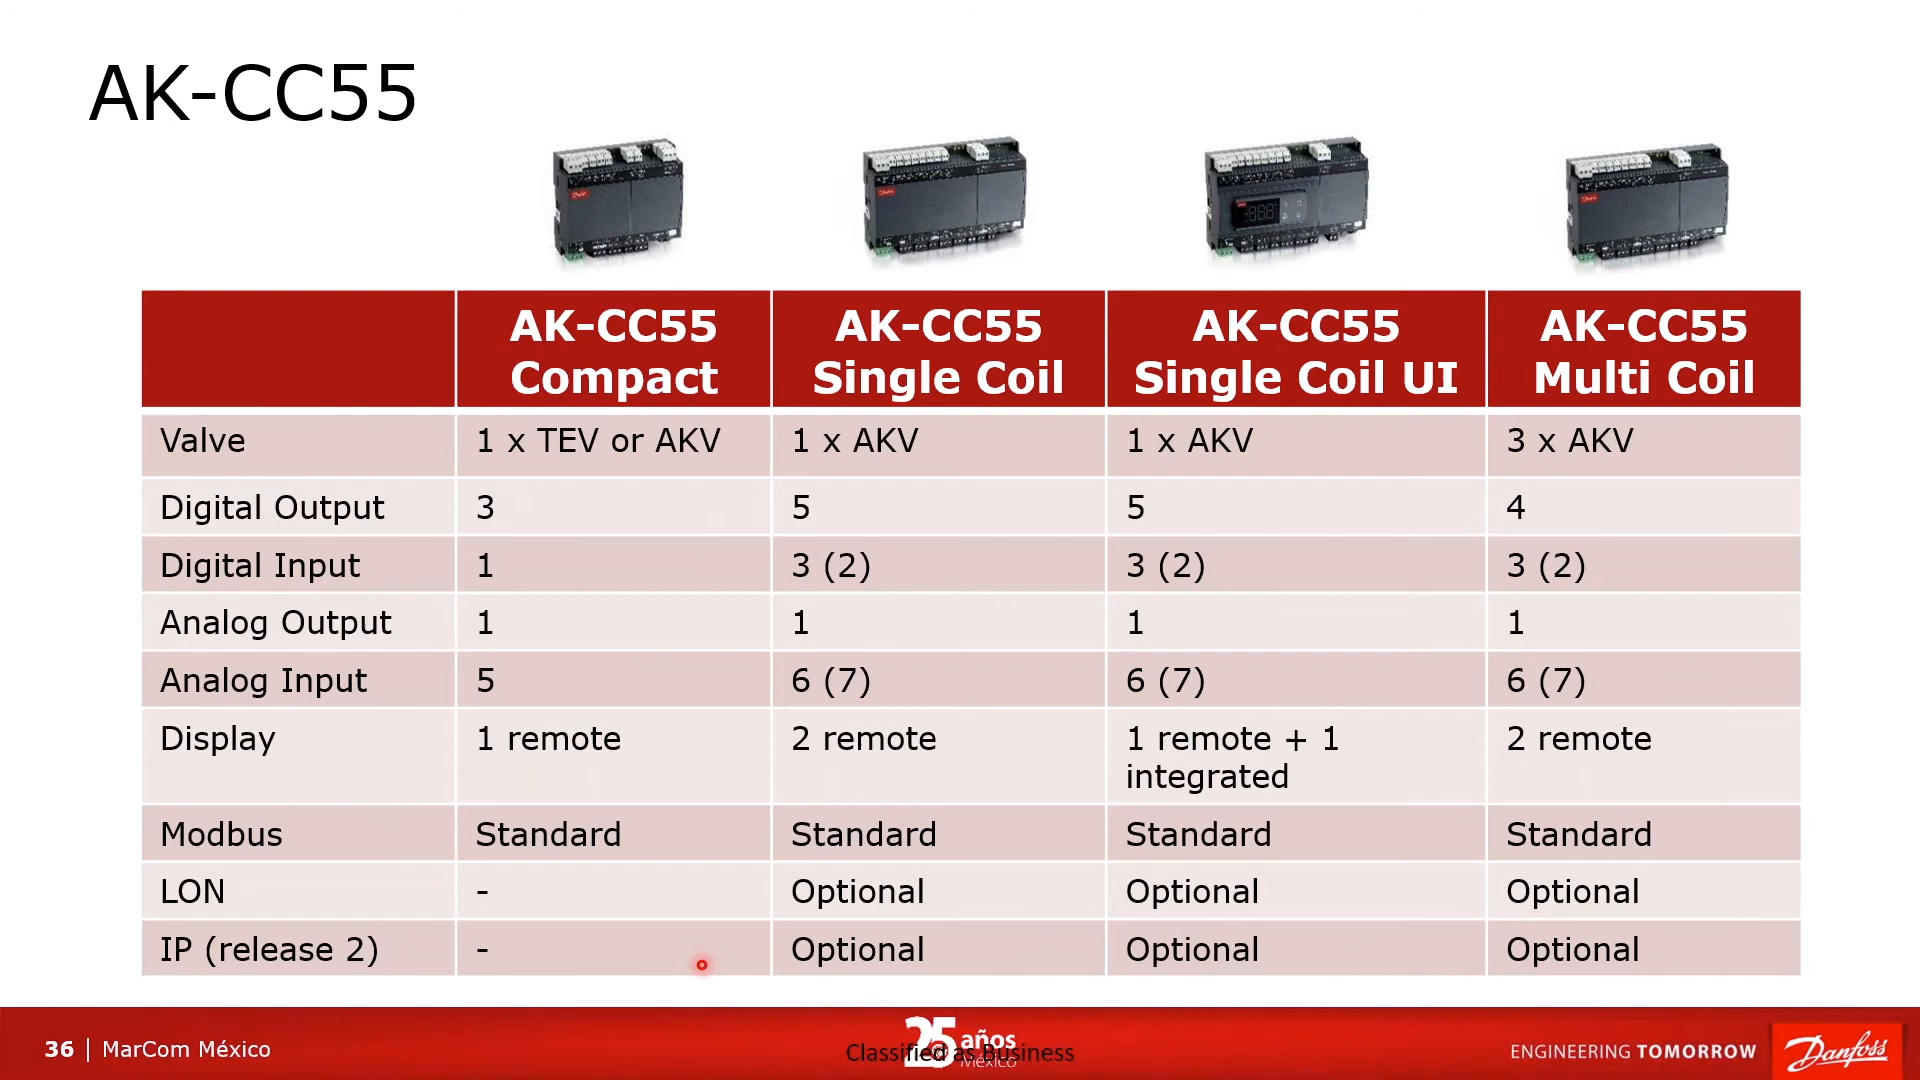 AK-CC55
AK-CC55 Compact
AK-CC55 Single Coil
AK-CC55 Single Coil UI
AK-CC55 Multi Coil
Valve 1 x TEV or AKV 1 x AKV 1 x AKV 3 x AKV
Digital Output 3 5 5 4
Digital Input 1 3 (2) 3 (2) 3 (2)
Analog Output 1 1 1 1
Analog Input 5 6 (7) 6 (7) 6 (7)
Display 1 remote 2 remote 1 remote + 1 integrated 2 remote
Modbus Standard Standard Standard Standard
LON - Optional Optional Optional
IP (release 2) - Optional Optional Optional
36 | MarCom México
25 años
México
Classified as Business
ENGINEERING TOMORROW
Danfoss